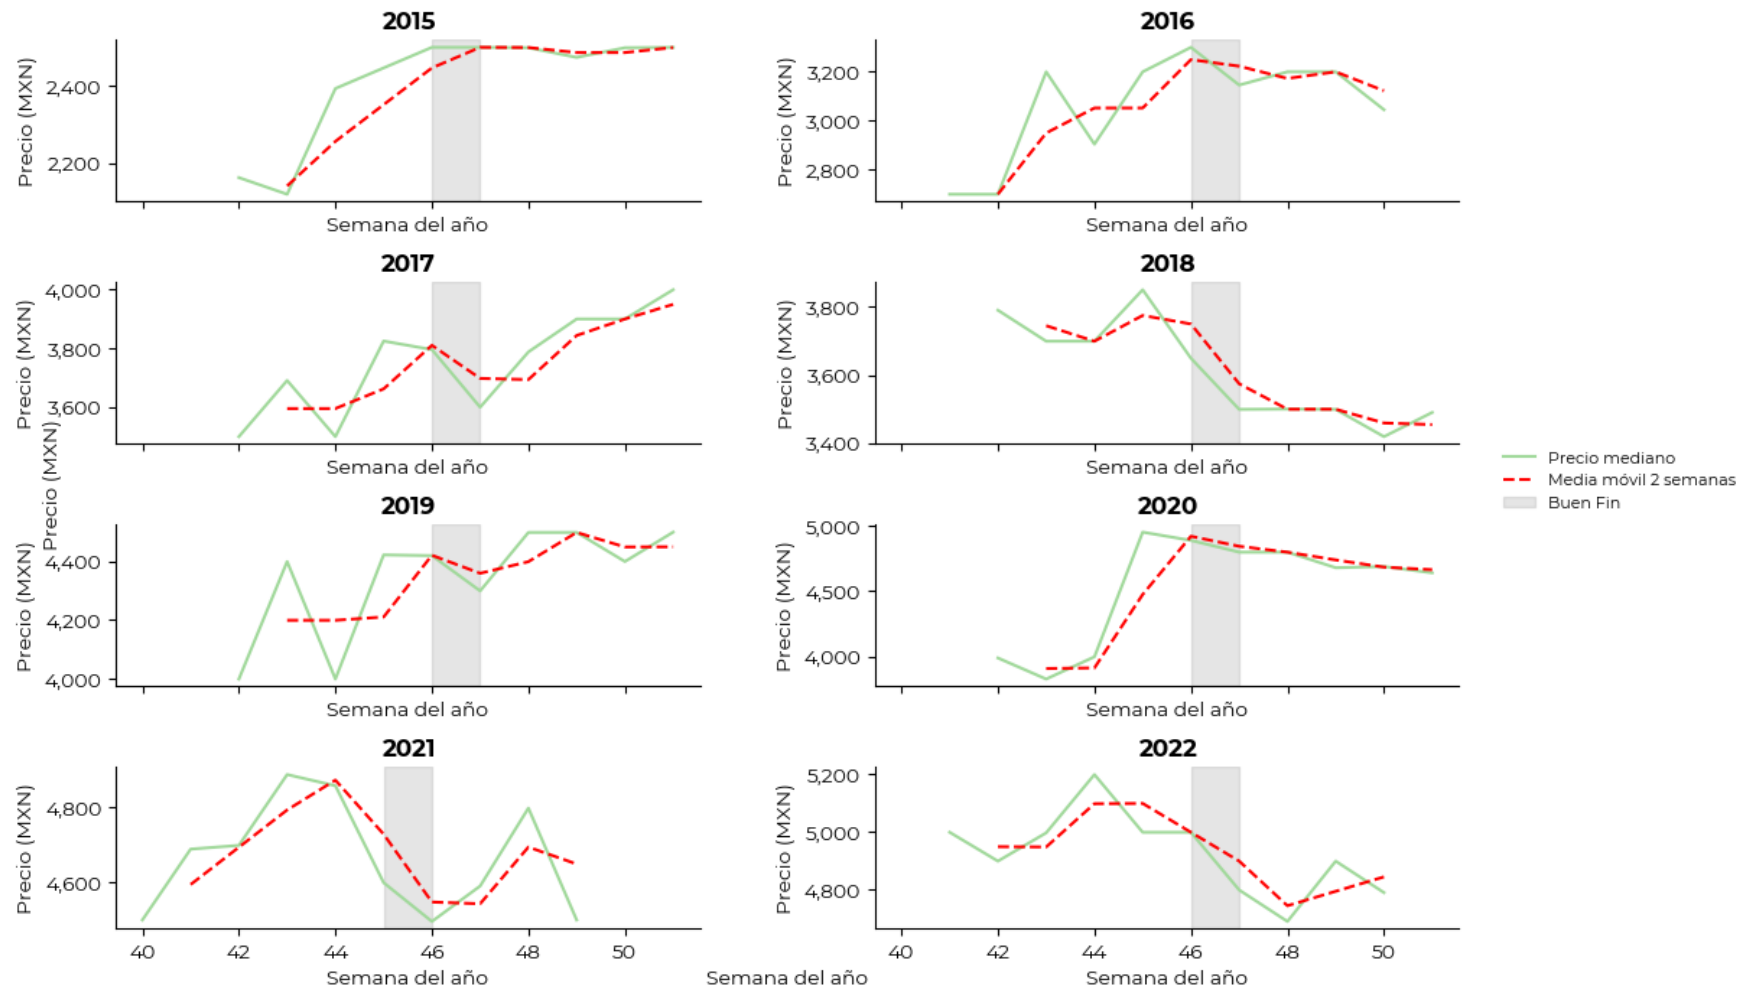 2015
Precio (MXN)
2,400
2,200
Semana del año
2016
Precio (MXN)
3,200
3,000
2,800
Semana del año
2017
Precio (MXN)
4,000
3,800
3,600
Semana del año
2018
Precio (MXN)
3,800
3,600
3,400
Semana del año
Precio (MXN)
Precio mediano
Media móvil 2 semanas
Buen Fin
2019
Precio (MXN)
4,400
4,200
4,000
Semana del año
2020
Precio (MXN)
5,000
4,500
4,000
Semana del año
2021
Precio (MXN)
4,800
4,600
40 42 44 46 48 50
Semana del año
2022
Precio (MXN)
5,200
5,000
4,800
40 42 44 46 48 50
Semana del año
Semana del año